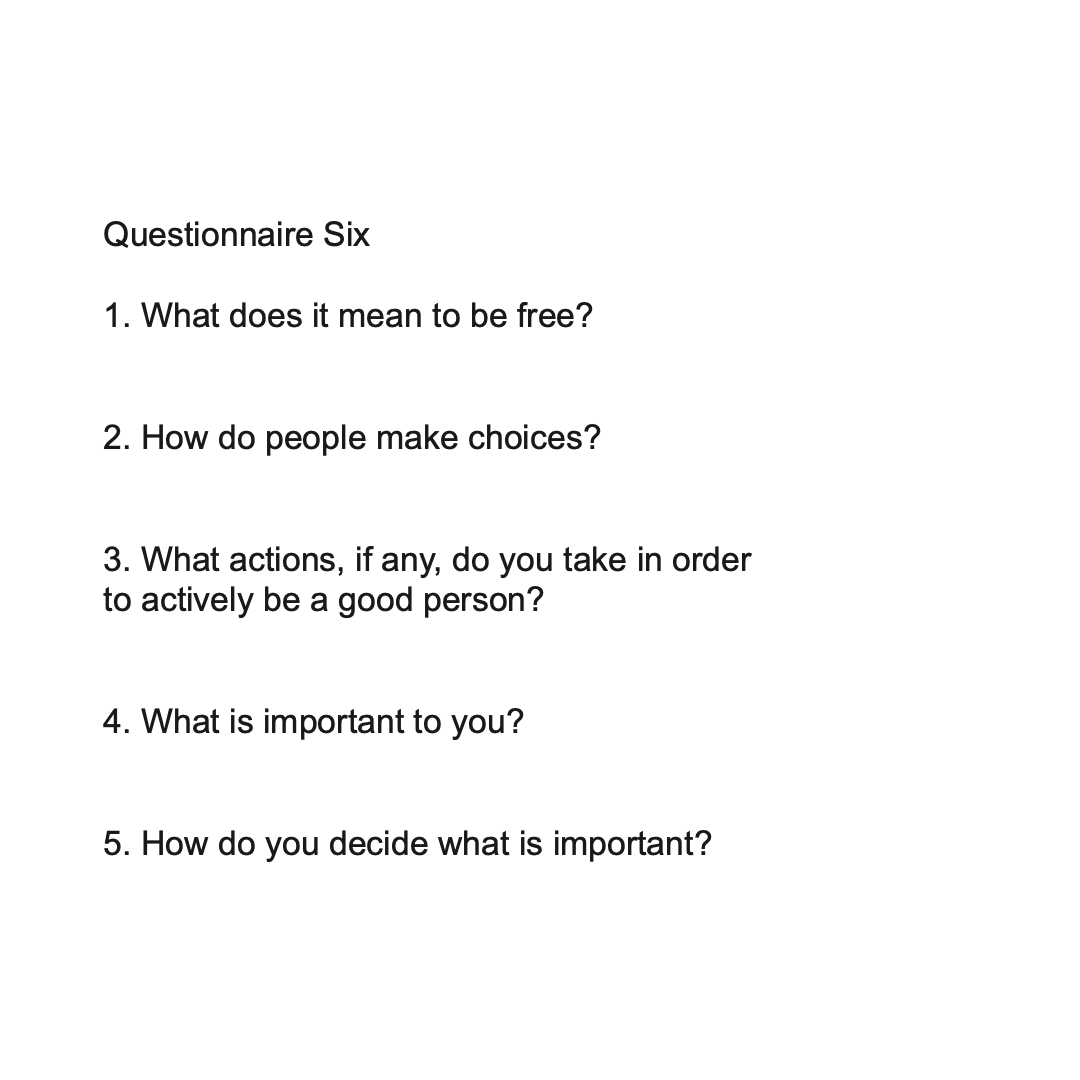 Questionnaire Six
1. What does it mean to be free?
2. How do people make choices?
3. What actions, if any, do you take in order
to actively be a good person?
4. What is important to you?
5. How do you decide what is important?